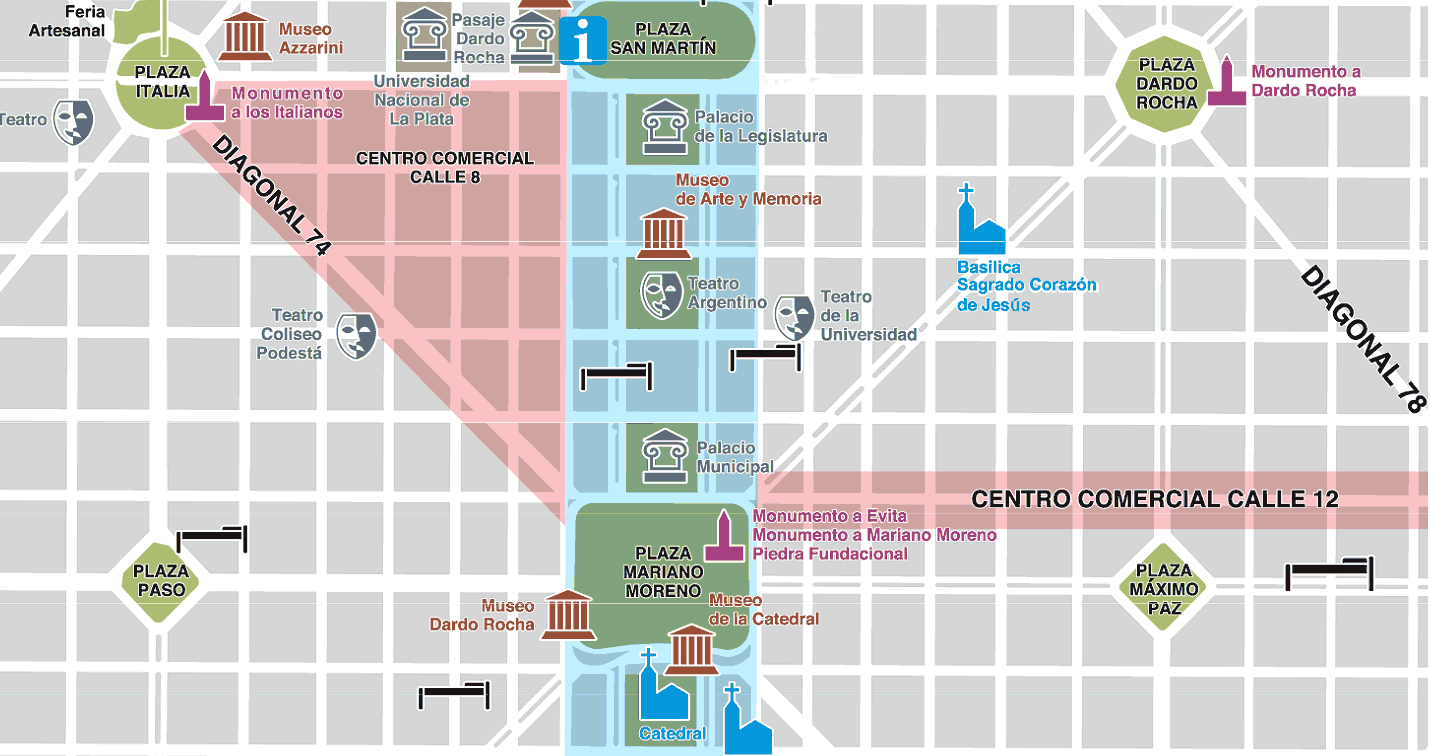 Feria
Artesanal
Museo
Azzarini
Pasaje
Dardo
Rocha
i
PLAZA
SAN MARTÍN
PLAZA
ITALIA
Monumento
a los Italianos
Universidad
Nacional de
La Plata
PLAZA
DARDO
ROCHA
Monumento a
Dardo Rocha
Teatro
Palacio
de la Legislatura
DIAGONAL 74
CENTRO COMERCIAL
CALLE 8
Museo
de Arte y Memoria
Basilica
Sagrado Corazón
de Jesús
Teatro
Argentino
Teatro
de la
Universidad
DIAGONAL 78
Teatro
Coliseo
Podestá
Palacio
Municipal
CENTRO COMERCIAL CALLE 12
Monumento a Evita
Monumento a Mariano Moreno
Piedra Fundacional
PLAZA
MARIANO
MORENO
PLAZA
PASO
PLAZA
MÁXIMO
PAZ
Museo
Dardo Rocha
Museo
de la Catedral
Catedral